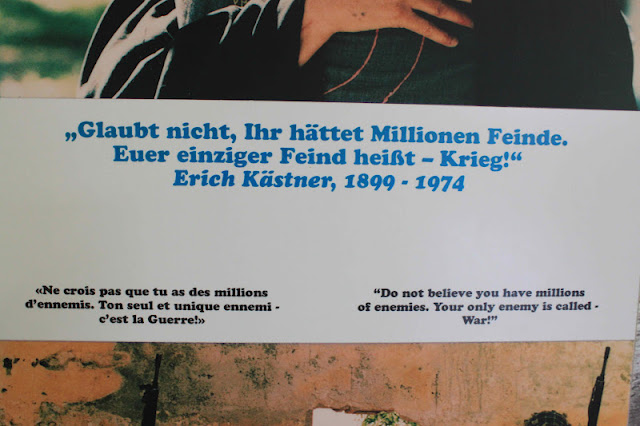 „Glaubt nicht, Ihr hättet Millionen Feinde.
Euer einziger Feind heißt – Krieg!“
Erich Kästner, 1899 - 1974
«Ne crois pas que tu as des millions
d’ennemis. Ton seul et unique ennemi -
c’est la Guerre!»
“Do not believe you have millions
of enemies. Your only enemy is called -
War!”